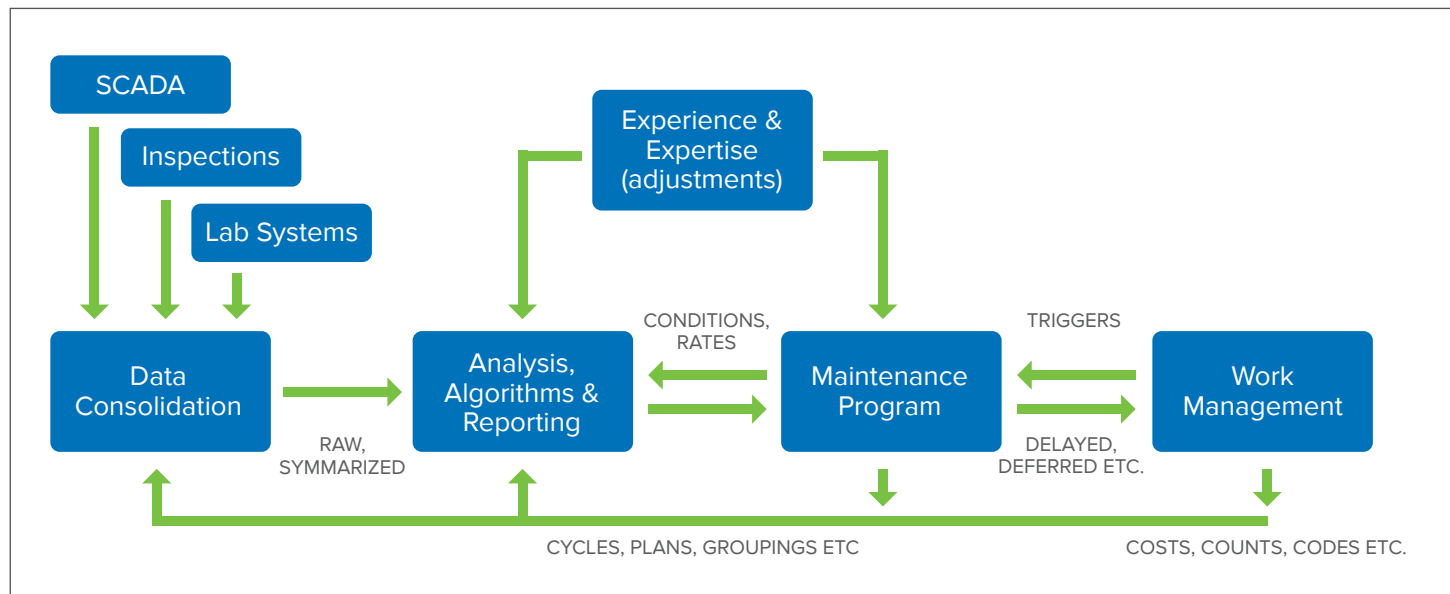 SCADA
Inspections
Lab Systems
Experience &
Expertise
(adjustments)
Data
Consolidation
RAW,
SYMMARIZED
Analysis,
Algorithms &
Reporting
CONDITIONS,
RATES
Maintenance
Program
TRIGGERS
DELAYED,
DEFERRED ETC.
Work
Management
CYCLES, PLANS, GROUPINGS ETC
COSTS, COUNTS, CODES ETC.